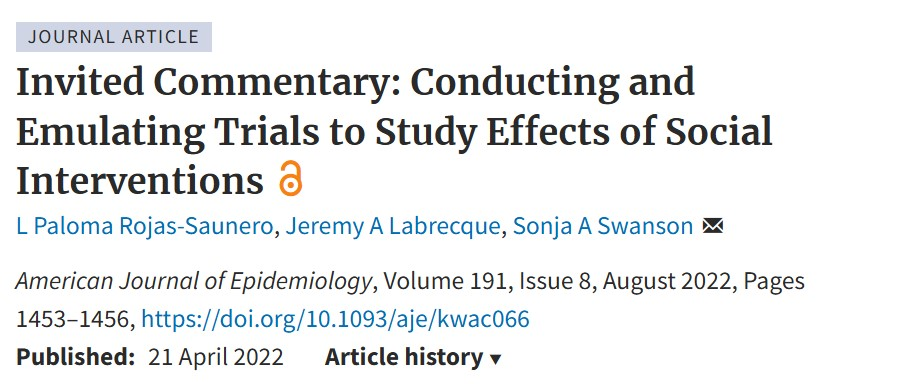 JOURNAL ARTICLE
Invited Commentary: Conducting and
Emulating Trials to Study Effects of Social
Interventions
L Paloma Rojas-Saunero, Jeremy A Labrecque, Sonja A Swanson
American Journal of Epidemiology, Volume 191, Issue 8, August 2022, Pages
1453–1456, https://doi.org/10.1093/aje/kwac066
Published: 21 April 2022 Article history ▾